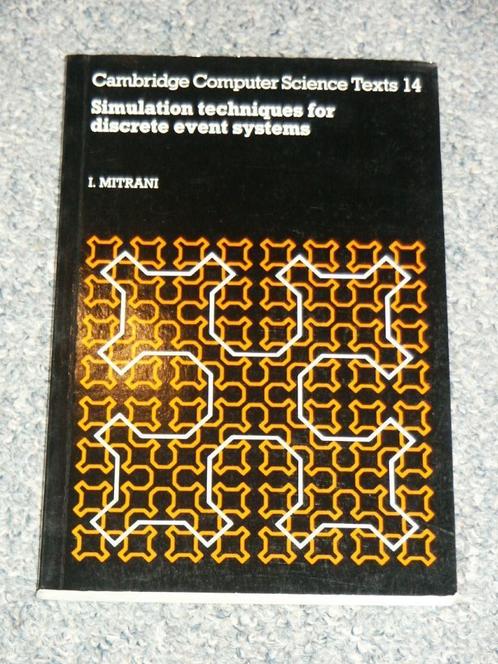 Cambridge Computer Science Texts 14
Simulation techniques for
discrete event systems
I. MITRANI